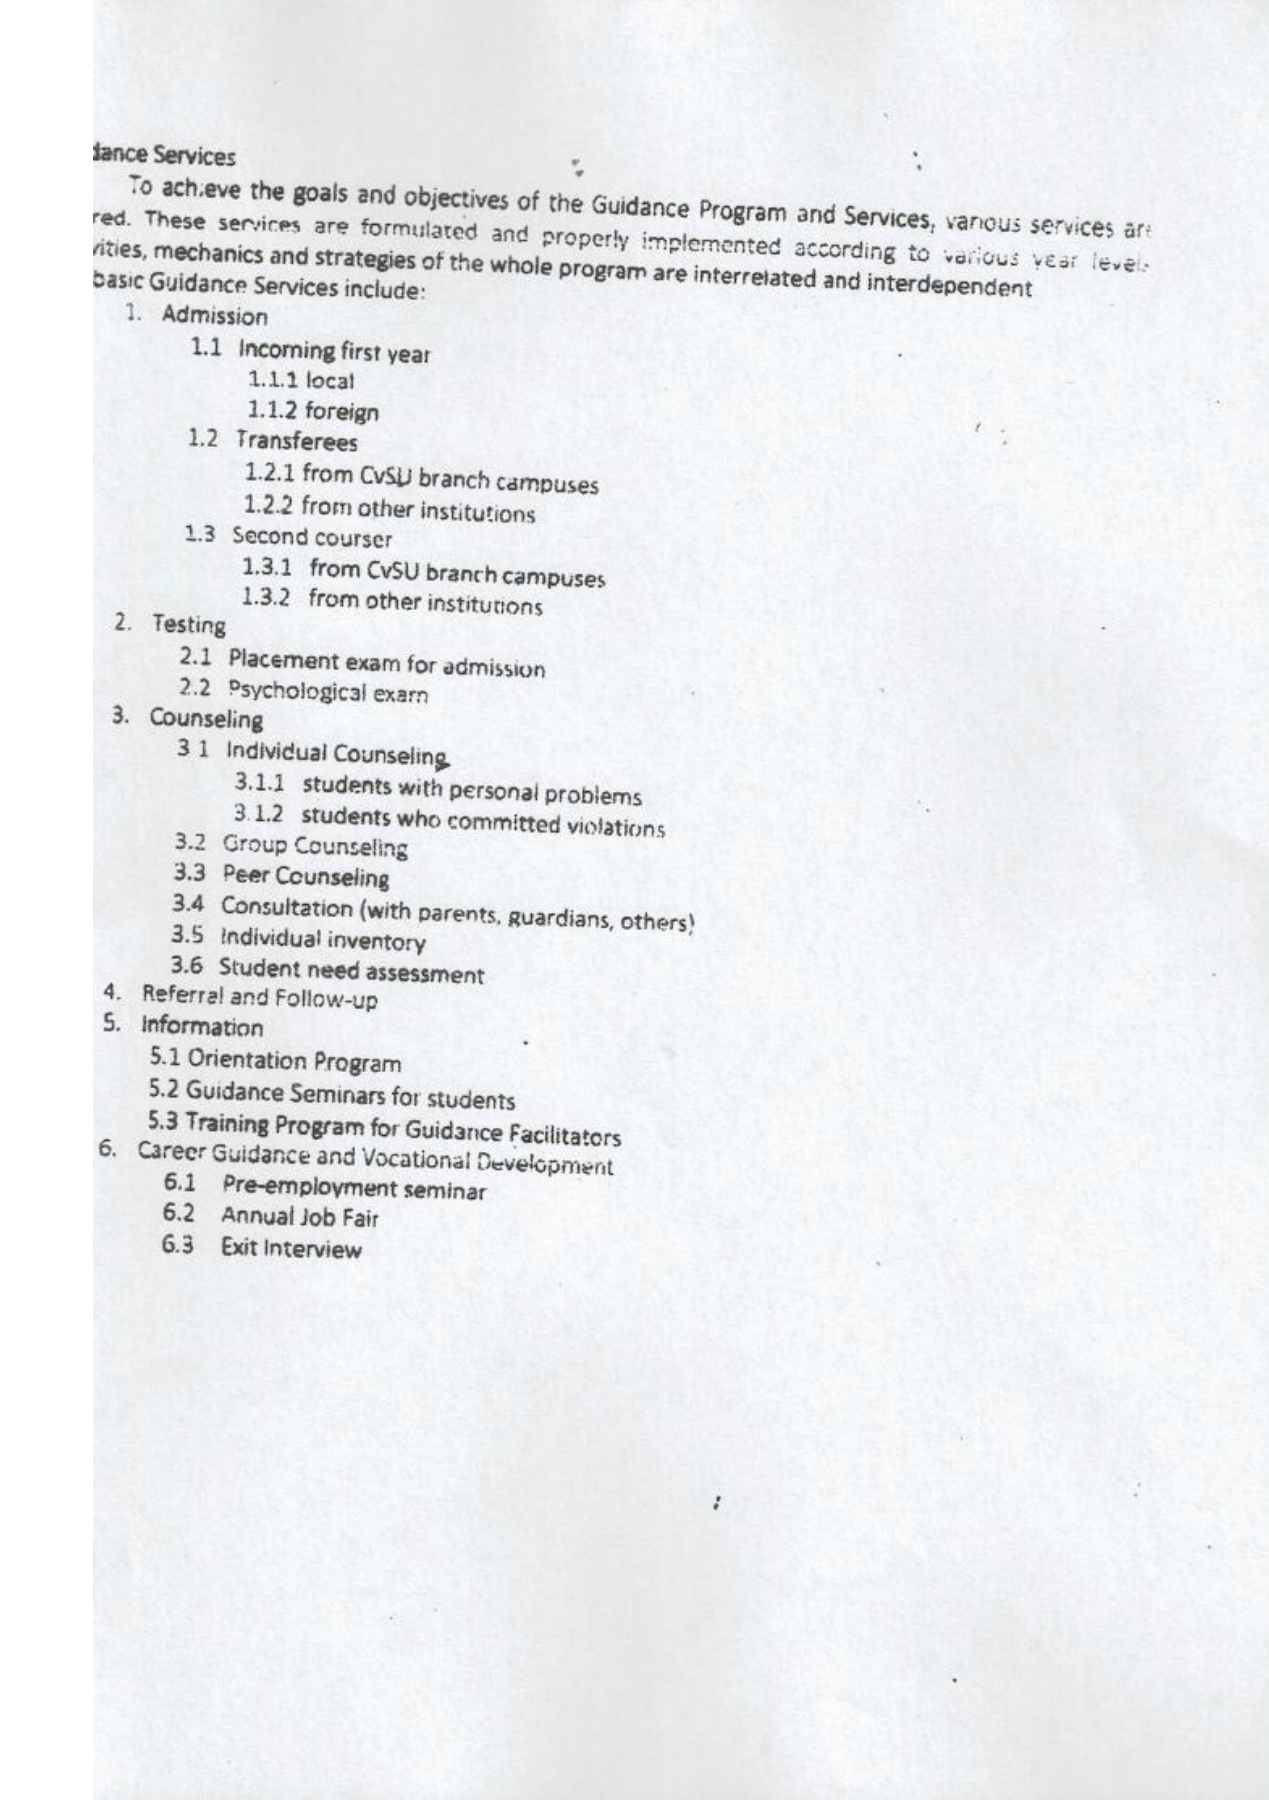 dance Services
To achieve the goals and objectives of the Guidance Program and Services, various services are
red. These services are formulated and properly implemented according to various year levels
vities, mechanics and strategies of the whole program are interrelated and interdependent
basic Guidance Services include:
1. Admission
1.1 Incoming first year
1.1.1 local
1.1.2 foreign
1.2 Transferees
1.2.1 from CvSU branch campuses
1.2.2 from other institutions
1.3 Second courser
1.3.1 from CvSU branch campuses
1.3.2 from other institutions
2. Testing
2.1 Placement exam for admission
2.2 Psychological exam
3. Counseling
3 1 Individual Counseling
3.1.1 students with personal problems
3.1.2 students who committed violations
3.2 Group Counseling
3.3 Peer Counseling
3.4 Consultation (with parents, guardians, others)
3.5 Individual inventory
3.6 Student need assessment
4. Referral and Follow-up
5. Information
5.1 Orientation Program
5.2 Guidance Seminars for students
5.3 Training Program for Guidance Facilitators
6. Career Guidance and Vocational Development
6.1 Pre-employment seminar
6.2 Annual Job Fair
6.3 Exit Interview